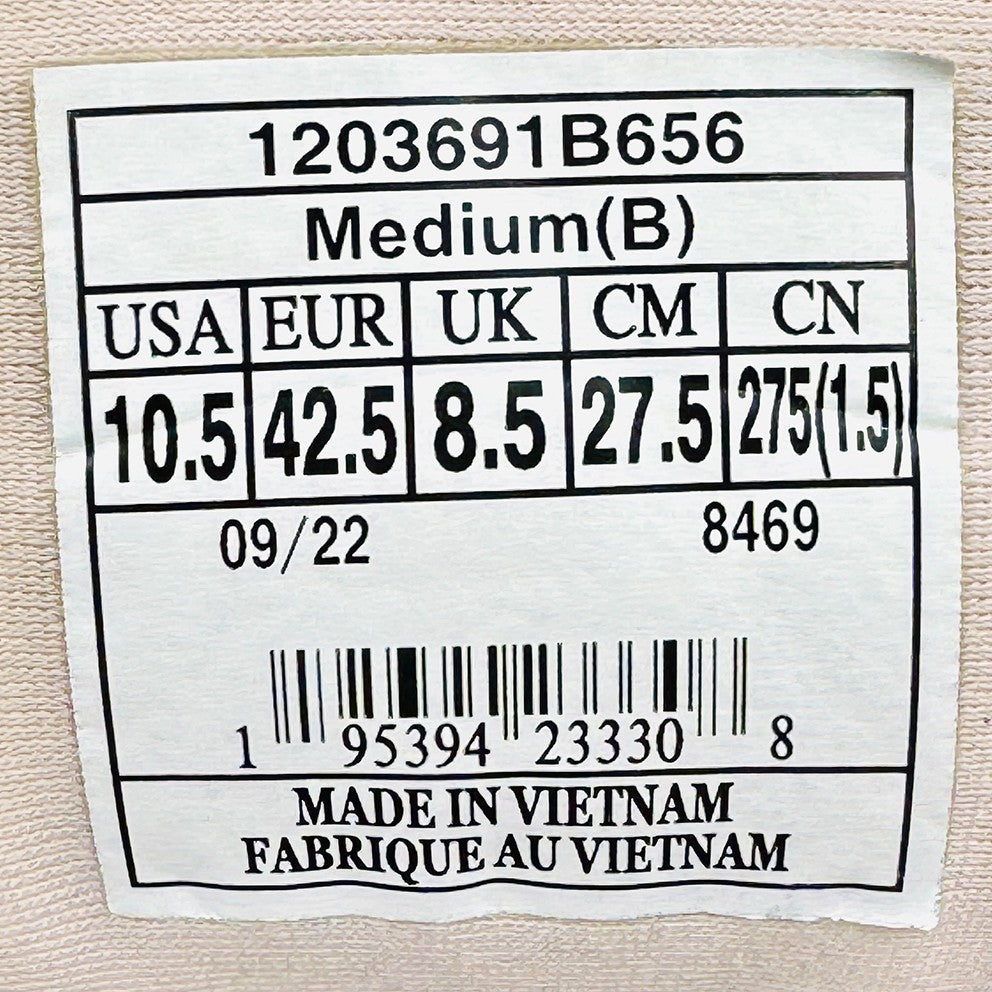 1203691B656
Medium(B)
USA EUR UK CM CN
10.5 42.5 8.5 27.5 275(1.5)
09/22 8469
1 95394 23330 8
MADE IN VIETNAM
FABRIQUE AU VIETNAM